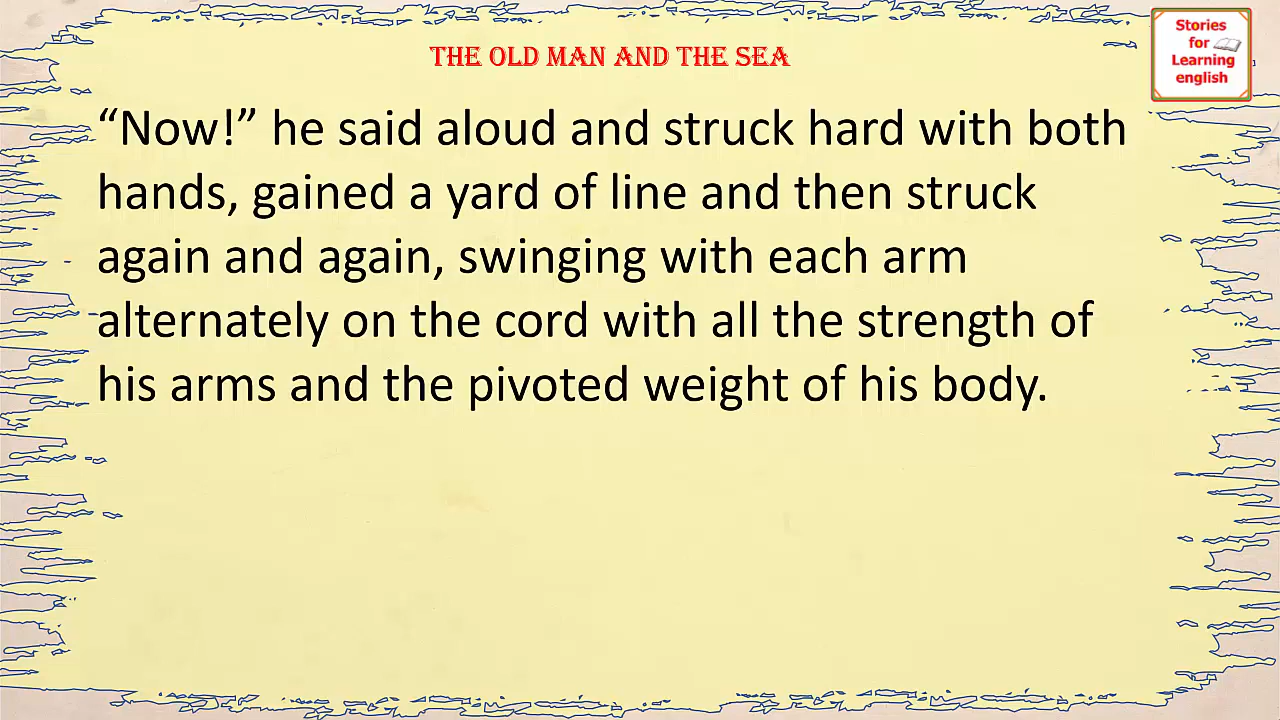 THE OLD MAN AND THE SEA
Stories
for
Learning
english
“Now!” he said aloud and struck hard with both
hands, gained a yard of line and then struck
again and again, swinging with each arm
alternately on the cord with all the strength of
his arms and the pivoted weight of his body.